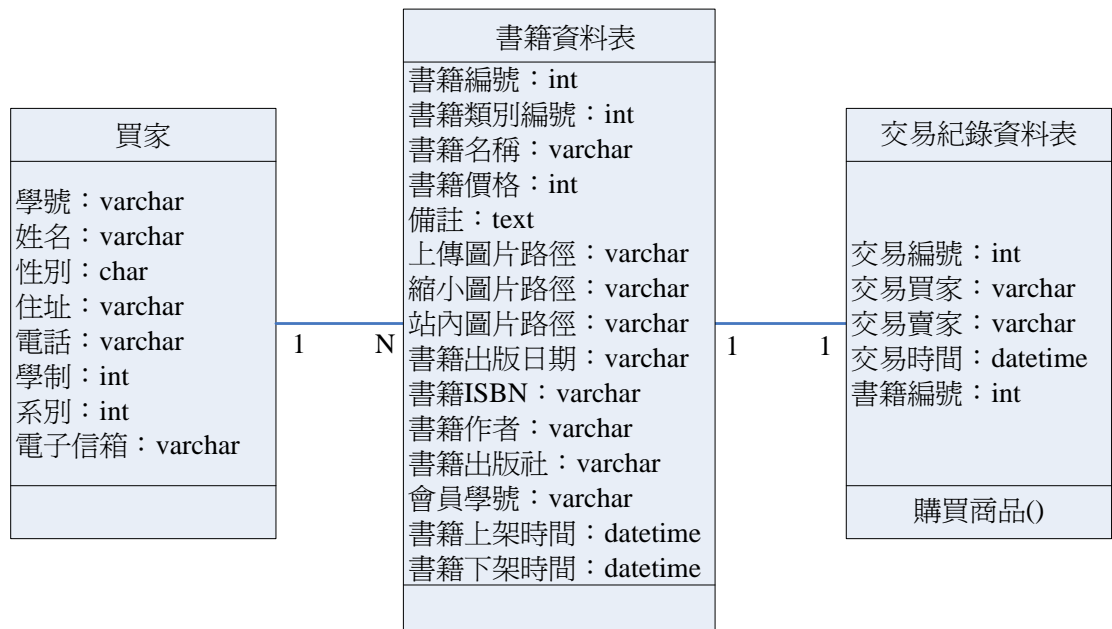 買家
學號：varchar
姓名：varchar
性別：char
住址：varchar
電話：varchar
學制：int
系別：int
電子信箱：varchar
1
N
書籍資料表
書籍編號：int
書籍類別編號：int
書籍名稱：varchar
書籍價格：int
備註：text
上傳圖片路徑：varchar
縮小圖片路徑：varchar
站內圖片路徑：varchar
書籍出版日期：varchar
書籍ISBN：varchar
書籍作者：varchar
書籍出版社：varchar
會員學號：varchar
書籍上架時間：datetime
書籍下架時間：datetime
1
1
交易紀錄資料表
交易編號：int
交易買家：varchar
交易賣家：varchar
交易時間：datetime
書籍編號：int
購買商品()